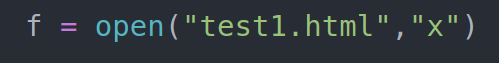 f = open("test1.html","x")